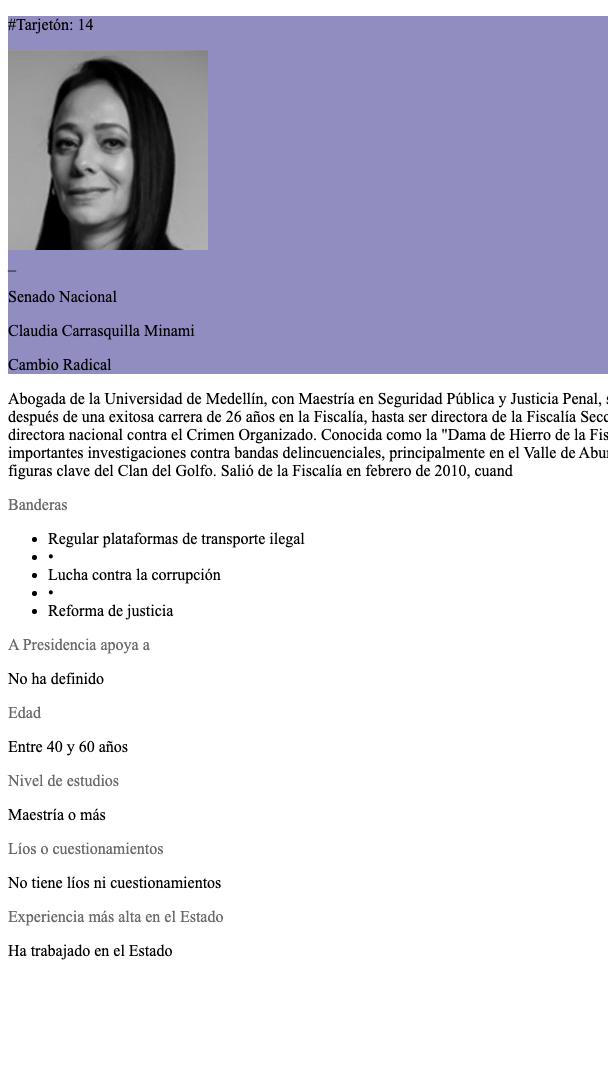 #Tarjetón: 14
_
Senado Nacional
Claudia Carrasquilla Minami
Cambio Radical
Abogada de la Universidad de Medellín, con Maestría en Seguridad Pública y Justicia Penal,
después de una exitosa carrera de 26 años en la Fiscalía, hasta ser directora de la Fiscalía
directora nacional contra el Crimen Organizado. Conocida como la "Dama de Hierro de la
importantes investigaciones contra bandas delincuenciales, principalmente en el Valle de
figuras clave del Clan del Golfo. Salió de la Fiscalía en febrero de 2010, cuand
Banderas
• Regular plataformas de transporte ilegal
• •
• Lucha contra la corrupción
• •
• Reforma de justicia
A Presidencia apoya a
No ha definido
Edad
Entre 40 y 60 años
Nivel de estudios
Maestría o más
Líos o cuestionamientos
No tiene líos ni cuestionamientos
Experiencia más alta en el Estado
Ha trabajado en el Estado